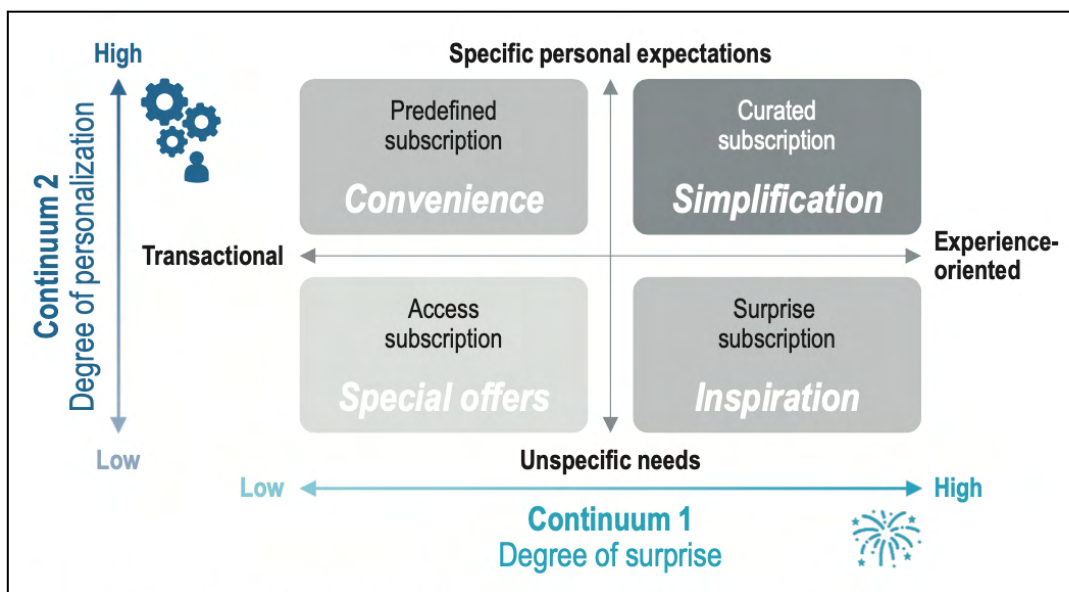 High
Specific personal expectations
Continuum 2
Degree of personalization
Predefined
subscription
Convenience
Curated
subscription
Simplification
Transactional
Experience-
oriented
Access
subscription
Special offers
Surprise
subscription
Inspiration
Low
Unspecific needs
Low
High
Continuum 1
Degree of surprise